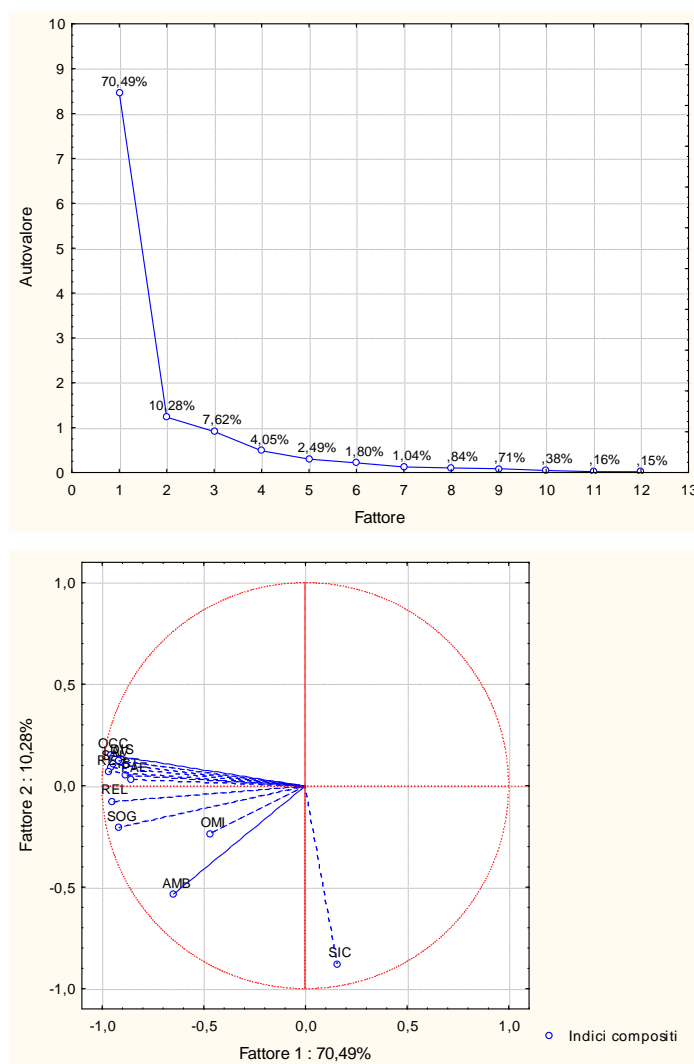 10
9
70,49%
8
7
6
Autovalore
5
4
3
2
10,28%
7,62%
1
4,05%
2,49%
1,80%
1,04%
,84%
,71%
,38%
,16%
,15%
0
0 1 2 3 4 5 6 7 8 9 10 11 12 13
Fattore
1,0
0,5
OCC
Fattore 2 : 10,28%
0,0
REL
SOG
OMI
-0,5
AMB
SIC
-1,0
-1,0 -0,5 0,0 0,5 1,0
Indici compositi
Fattore 1 : 70,49%